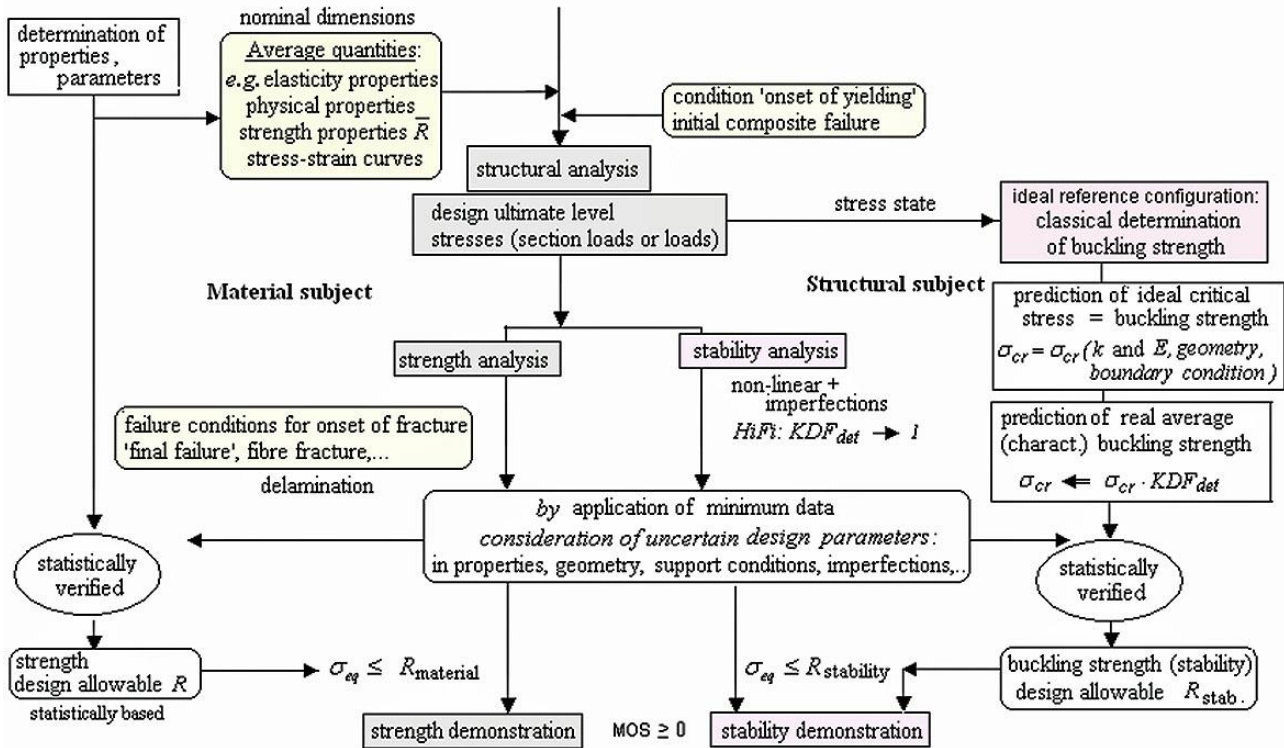 nominal dimensions
determination of
properties,
parameters
Average quantities:
e.g. elasticity properties
physical properties
strength properties R̅
stress-strain curves
condition 'onset of yielding'
initial composite failure
structural analysis
design ultimate level
stresses (section loads or loads)
stress state
ideal reference configuration:
classical determination
of buckling strength
Material subject
Structural subject
prediction of ideal critical
stress = buckling strength
σcr = σcr (k and E, geometry,
boundary condition)
strength analysis
stability analysis
non-linear +
imperfections
HiFi: KDFdet → 1
failure conditions for onset of fracture
'final failure', fibre fracture,...
delamination
prediction of real average
(charact.) buckling strength
σcr ⇐ σcr · KDFdet
by application of minimum data
consideration of uncertain design parameters:
in properties, geometry, support conditions, imperfections,..
statistically
verified
statistically
verified
strength
design allowable R
statistically based
σeq ≤ Rmaterial
σeq ≤ Rstability
buckling strength (stability)
design allowable Rstab.
strength demonstration
MOS ≥ 0
stability demonstration